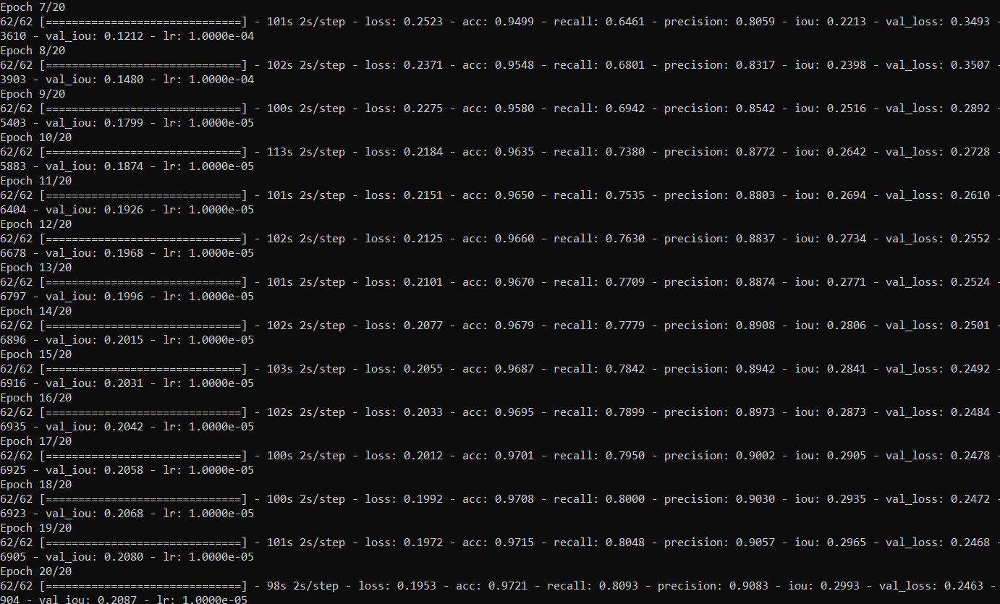 Epoch 7/20
62/62 [==============================] - 101s 2s/step - loss: 0.2523 - acc: 0.9499 - recall: 0.6461 - precision: 0.8059 - iou: 0.2213 - val_loss: 0.3493
3610 - val_iou: 0.1212 - lr: 1.0000e-04
Epoch 8/20
62/62 [==============================] - 102s 2s/step - loss: 0.2371 - acc: 0.9548 - recall: 0.6801 - precision: 0.8317 - iou: 0.2398 - val_loss: 0.3507 -
3903 - val_iou: 0.1480 - lr: 1.0000e-04
Epoch 9/20
62/62 [==============================] - 100s 2s/step - loss: 0.2275 - acc: 0.9580 - recall: 0.6942 - precision: 0.8542 - iou: 0.2516 - val_loss: 0.2892 -
5403 - val_iou: 0.1799 - lr: 1.0000e-05
Epoch 10/20
62/62 [==============================] - 113s 2s/step - loss: 0.2184 - acc: 0.9635 - recall: 0.7380 - precision: 0.8772 - iou: 0.2642 - val_loss: 0.2728 -
5883 - val_iou: 0.1874 - lr: 1.0000e-05
Epoch 11/20
62/62 [==============================] - 101s 2s/step - loss: 0.2151 - acc: 0.9650 - recall: 0.7535 - precision: 0.8803 - iou: 0.2694 - val_loss: 0.2610 -
6404 - val_iou: 0.1926 - lr: 1.0000e-05
Epoch 12/20
62/62 [==============================] - 102s 2s/step - loss: 0.2125 - acc: 0.9660 - recall: 0.7630 - precision: 0.8837 - iou: 0.2734 - val_loss: 0.2552 -
6678 - val_iou: 0.1968 - lr: 1.0000e-05
Epoch 13/20
62/62 [==============================] - 101s 2s/step - loss: 0.2101 - acc: 0.9670 - recall: 0.7709 - precision: 0.8874 - iou: 0.2771 - val_loss: 0.2524 -
6797 - val_iou: 0.1996 - lr: 1.0000e-05
Epoch 14/20
62/62 [==============================] - 102s 2s/step - loss: 0.2077 - acc: 0.9679 - recall: 0.7779 - precision: 0.8908 - iou: 0.2806 - val_loss: 0.2501 -
6896 - val_iou: 0.2015 - lr: 1.0000e-05
Epoch 15/20
62/62 [==============================] - 103s 2s/step - loss: 0.2055 - acc: 0.9687 - recall: 0.7842 - precision: 0.8942 - iou: 0.2841 - val_loss: 0.2492 -
6916 - val_iou: 0.2031 - lr: 1.0000e-05
Epoch 16/20
62/62 [==============================] - 102s 2s/step - loss: 0.2033 - acc: 0.9695 - recall: 0.7899 - precision: 0.8973 - iou: 0.2873 - val_loss: 0.2484 -
6935 - val_iou: 0.2042 - lr: 1.0000e-05
Epoch 17/20
62/62 [==============================] - 100s 2s/step - loss: 0.2012 - acc: 0.9701 - recall: 0.7950 - precision: 0.9002 - iou: 0.2905 - val_loss: 0.2478 -
6925 - val_iou: 0.2058 - lr: 1.0000e-05
Epoch 18/20
62/62 [==============================] - 100s 2s/step - loss: 0.1992 - acc: 0.9708 - recall: 0.8000 - precision: 0.9030 - iou: 0.2935 - val_loss: 0.2472 -
6923 - val_iou: 0.2068 - lr: 1.0000e-05
Epoch 19/20
62/62 [==============================] - 101s 2s/step - loss: 0.1972 - acc: 0.9715 - recall: 0.8048 - precision: 0.9057 - iou: 0.2965 - val_loss: 0.2468 -
6905 - val_iou: 0.2080 - lr: 1.0000e-05
Epoch 20/20
62/62 [==============================] - 98s 2s/step - loss: 0.1953 - acc: 0.9721 - recall: 0.8093 - precision: 0.9083 - iou: 0.2993 - val_loss: 0.2463 -
904 - val_iou: 0.2087 - lr: 1.0000e-05